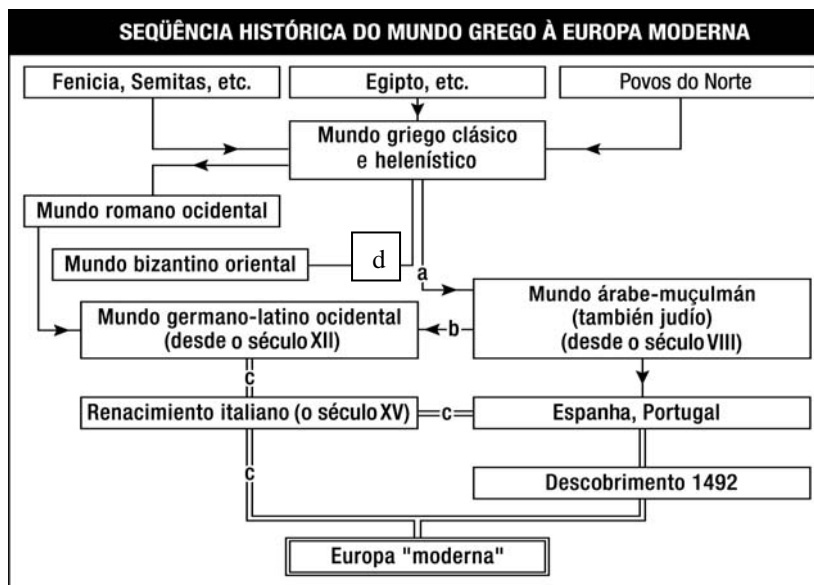 SEQÜÊNCIA HISTÓRICA DO MUNDO GREGO À EUROPA MODERNA
Fenicia, Semitas, etc.
Egipto, etc.
Povos do Norte
Mundo griego clásico
e helenístico
Mundo romano ocidental
Mundo bizantino oriental
d
a
Mundo germano-latino ocidental
(desde o século XII)
b
Mundo árabe-muçulmán
(también judío)
(desde o século VIII)
c
Renacimiento italiano (o século XV)
c
Espanha, Portugal
c
Descobrimento 1492
Europa "moderna"